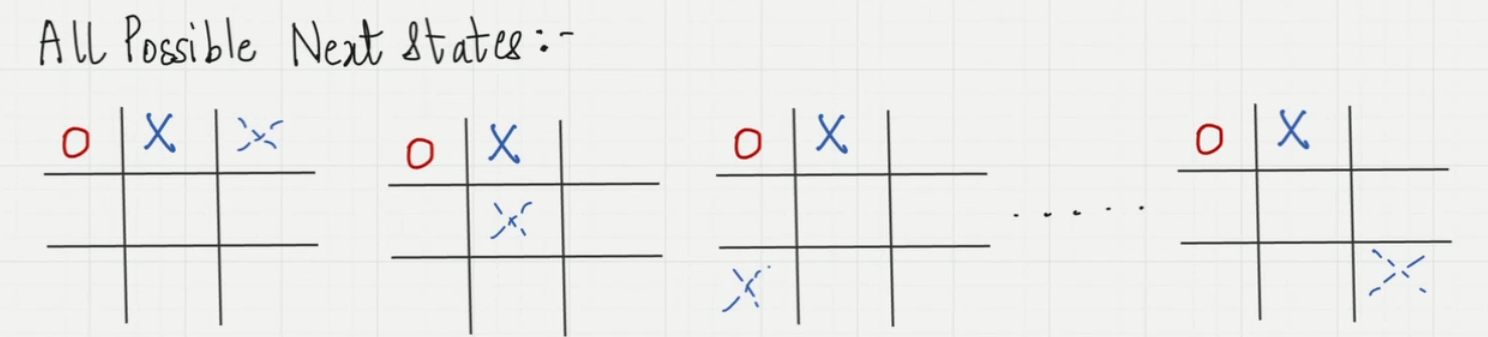 All Possible Next States:-
O X X O X O X O X
X
X X